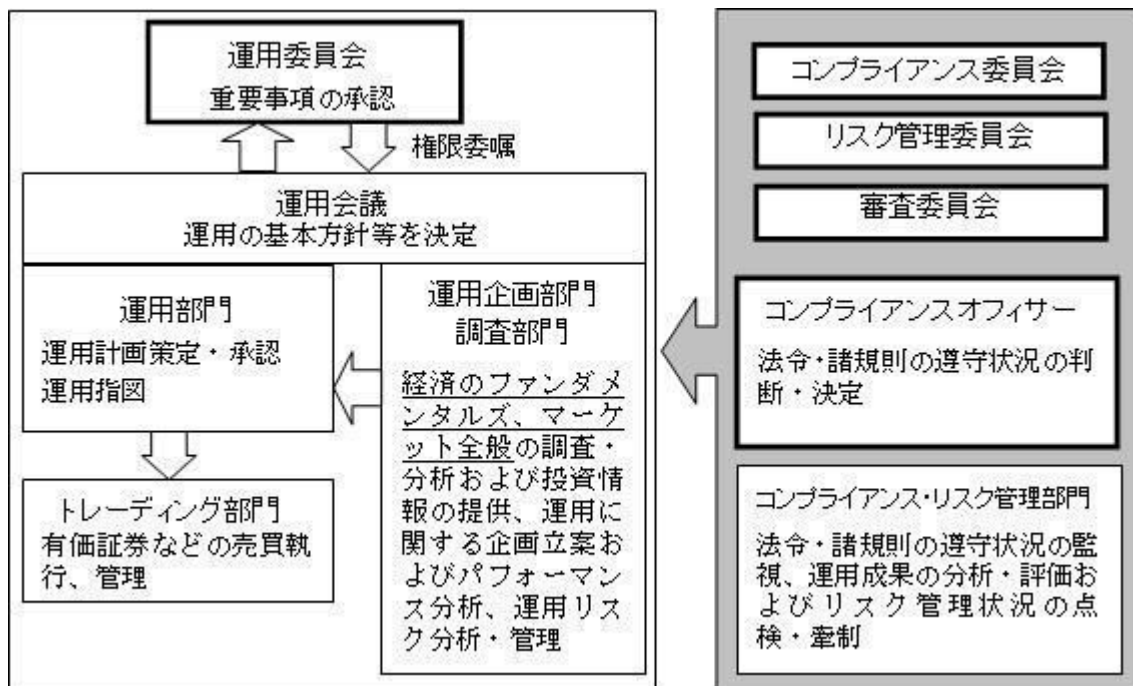 運用委員会
重要事項の承認
権限委嘱
運用会議
運用の基本方針等を決定
運用部門
運用計画策定・承認
運用指図
トレーディング部門
有価証券などの売買執
行、管理
運用企画部門
調査部門
経済のファンダメ
ンタルズ、マーケ
ット全般の調査・
分析および投資情
報の提供、運用に
関する企画立案お
よびパフォーマン
ス分析、運用リス
ク分析・管理
コンプライアンス委員会
リスク管理委員会
審査委員会
コンプライアンスオフィサー
法令・諸規則の遵守状況の判
断・決定
コンプライアンス・リスク管理部門
法令・諸規則の遵守状況の監
視、運用成果の分析・評価お
よびリスク管理状況の点
検・牽制